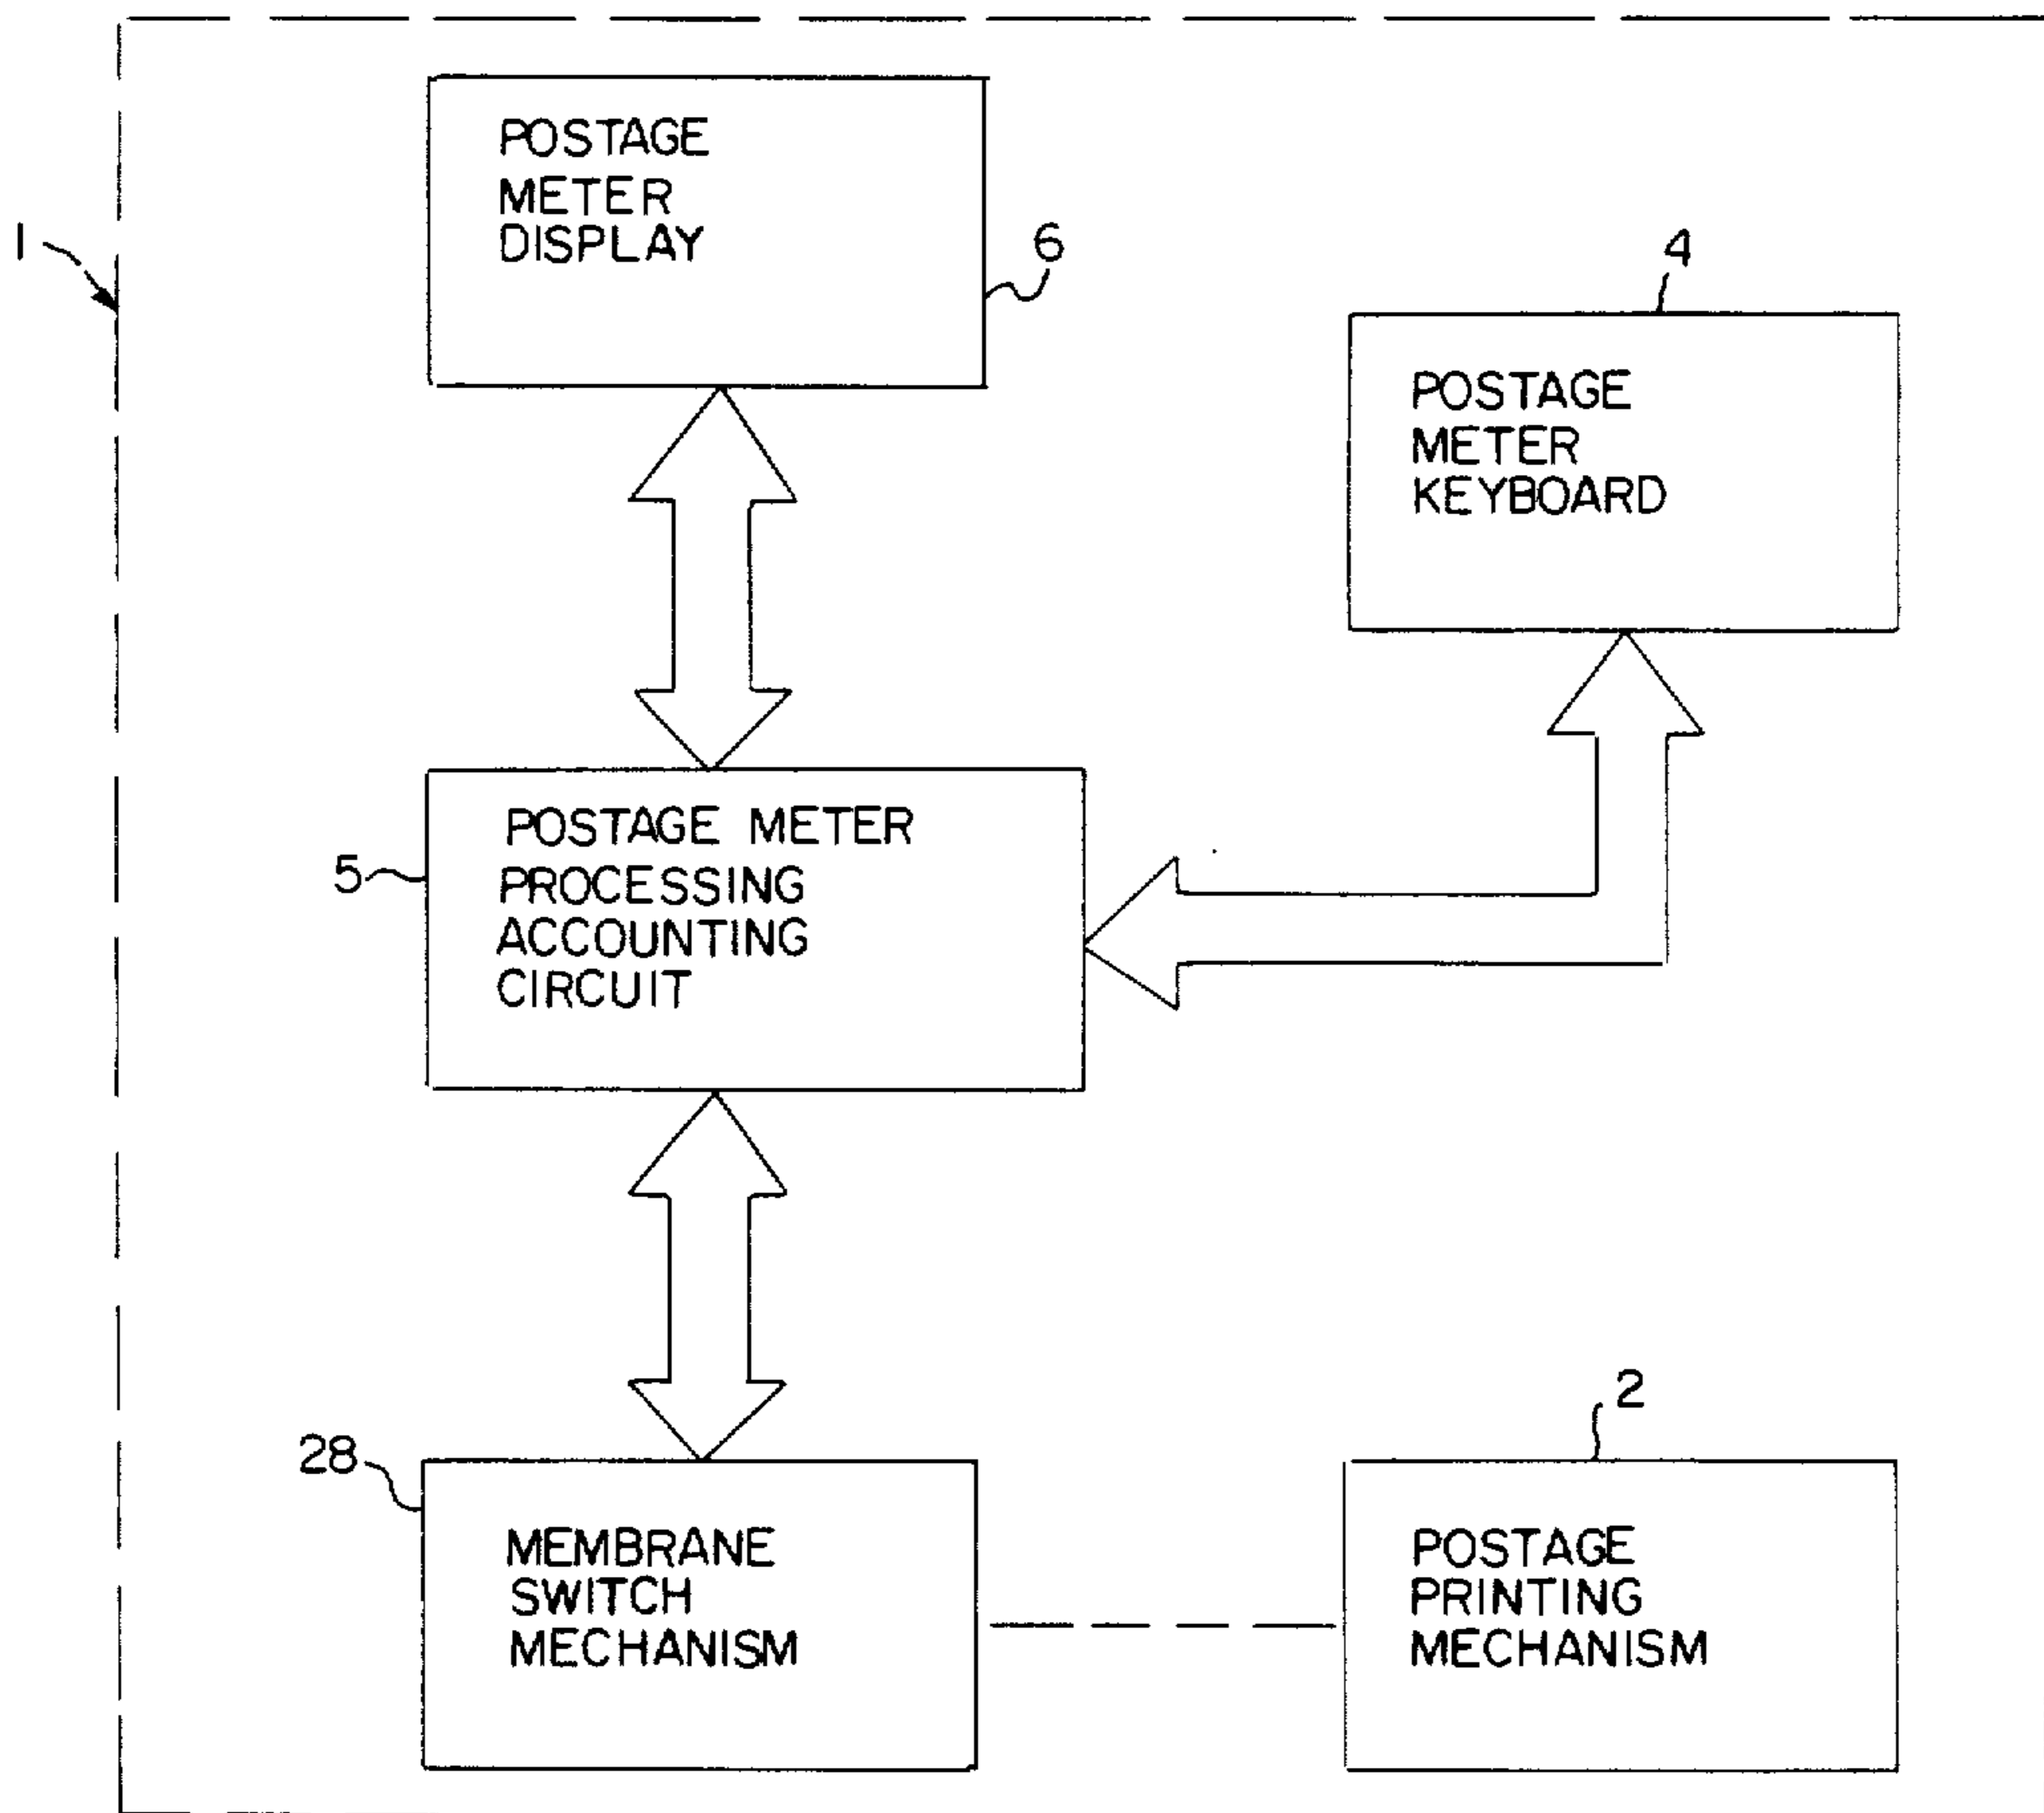 POSTAGE
METER
DISPLAY
1
6
4
POSTAGE
METER
KEYBOARD
5
POSTAGE METER
PROCESSING
ACCOUNTING
CIRCUIT
28
MEMBRANE
SWITCH
MECHANISM
2
POSTAGE
PRINTING
MECHANISM